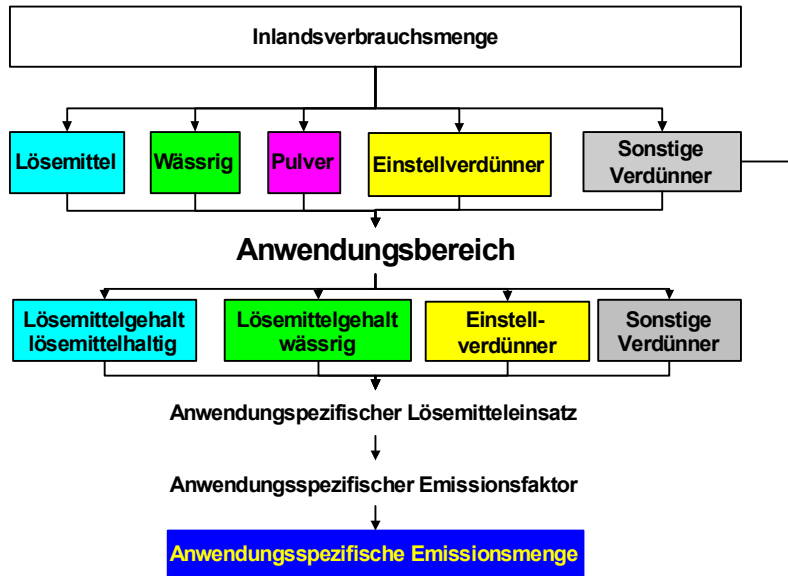 Inlandsverbrauchsmenge
Lösemittel
Wässrig
Pulver
Einstellverdünner
Sonstige
Verdünner
Anwendungsbereich
Lösemittelgehalt
lösemittelhaltig
Lösemittelgehalt
wässrig
Einstell-
verdünner
Sonstige
Verdünner
Anwendungspezifischer Lösemitteleinsatz
Anwendungsspezifischer Emissionsfaktor
Anwendungsspezifische Emissionsmenge